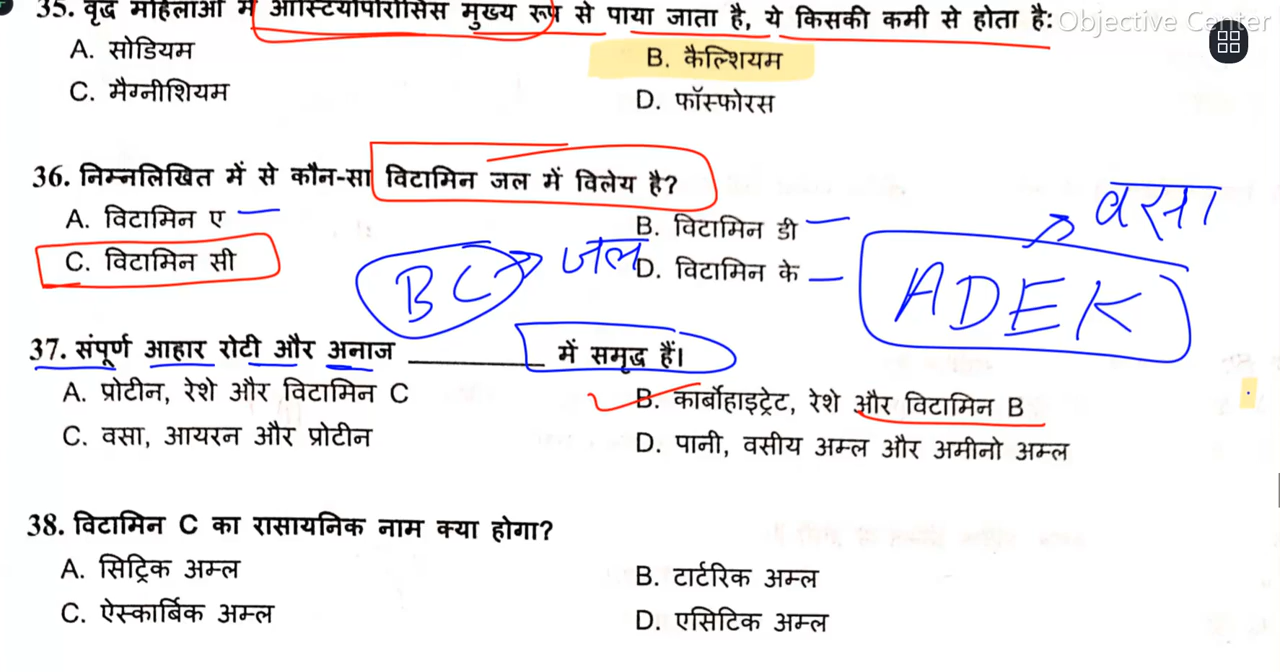 35. वृद्ध महिलाओं में ऑस्टियोपोरोसिस मुख्य रूप से पाया जाता है, ये किसकी कमी से होता है:
Objective Center
A. सोडियम
B. कैल्शियम
C. मैग्नीशियम
D. फॉस्फोरस
36. निम्नलिखित में से कौन-सा विटामिन जल में विलेय है?
A. विटामिन ए
B. विटामिन डी
C. विटामिन सी
D. विटामिन के
BC → जल
ADEK → वसा
37. संपूर्ण आहार रोटी और अनाज __________ में समृद्ध हैं।
A. प्रोटीन, रेशे और विटामिन C
B. कार्बोहाइट्रेट, रेशे और विटामिन B
C. वसा, आयरन और प्रोटीन
D. पानी, वसीय अम्ल और अमीनो अम्ल
38. विटामिन C का रासायनिक नाम क्या होगा?
A. सिट्रिक अम्ल
B. टार्टरिक अम्ल
C. ऐस्कार्बिक अम्ल
D. एसिटिक अम्ल